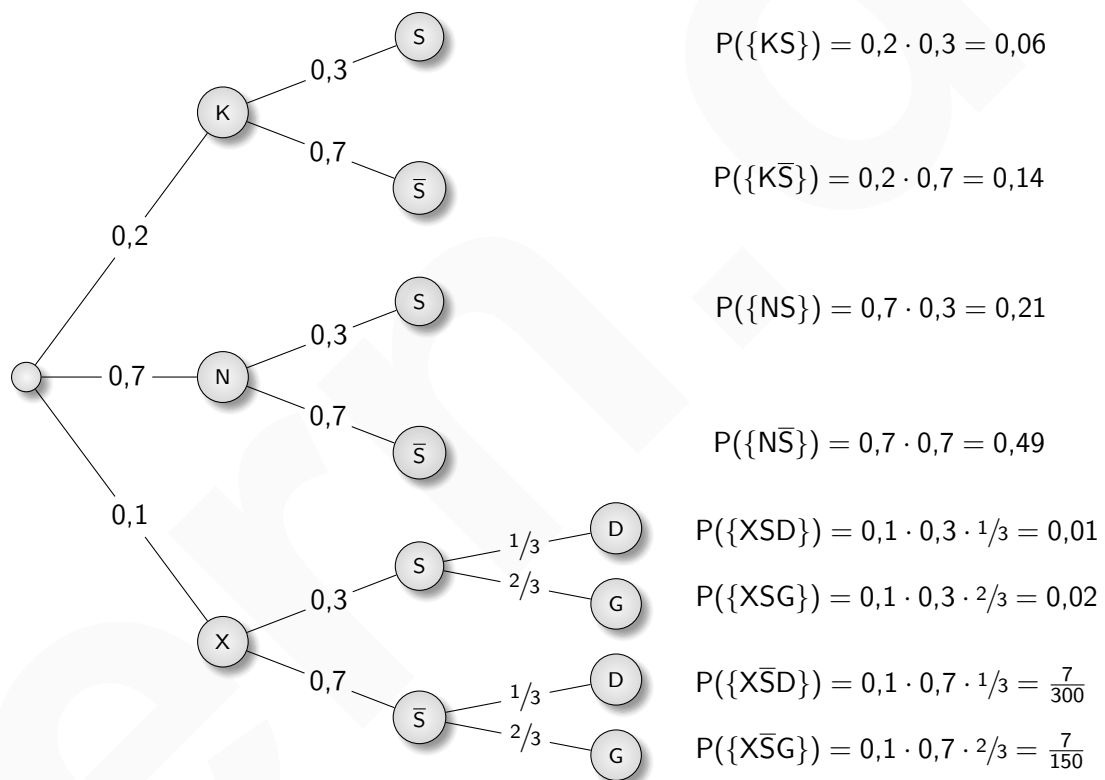 S
P({KS}) = 0,2 · 0,3 = 0,06
0,3
K
0,7
S̅
P({KS̅}) = 0,2 · 0,7 = 0,14
0,2
S
P({NS}) = 0,7 · 0,3 = 0,21
0,3
0,7
N
0,7
S̅
P({NS̅}) = 0,7 · 0,7 = 0,49
0,1
1/3
D
P({XSD}) = 0,1 · 0,3 · 1/3 = 0,01
S
0,3
2/3
G
P({XSG}) = 0,1 · 0,3 · 2/3 = 0,02
X
0,7
1/3
D
P({XS̅D}) = 0,1 · 0,7 · 1/3 = 7/300
S̅
2/3
G
P({XS̅G}) = 0,1 · 0,7 · 2/3 = 7/150